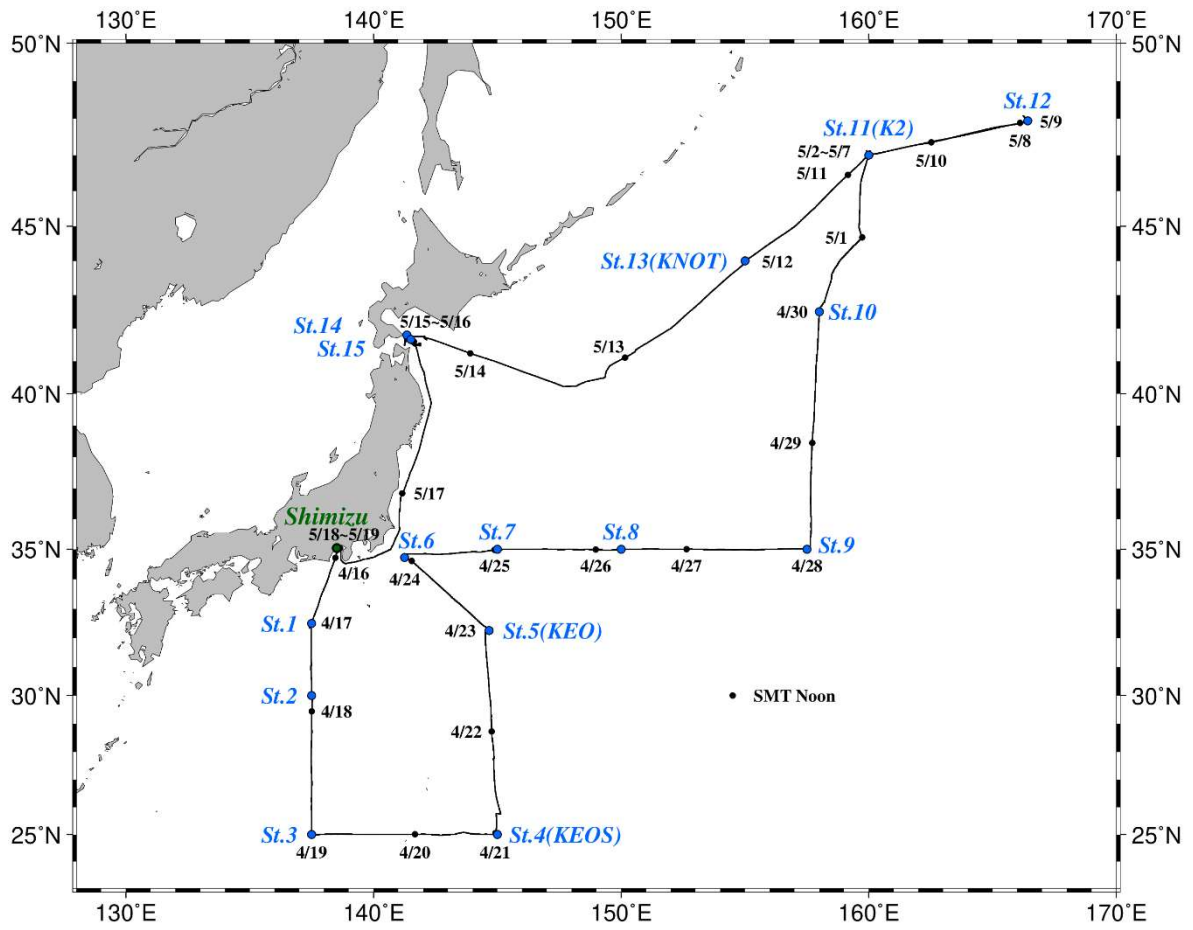 130°E 140°E 150°E 160°E 170°E
50°N 50°N
St.12
5/9
5/8
St.11(K2)
5/2~5/7
5/10
5/11
45°N 45°N
5/1
St.13(KNOT)
5/12
4/30 St.10
St.14 5/15~5/16
St.15
5/13
5/14
40°N 40°N
4/29
5/17
Shimizu
5/18~5/19
St.6 St.7 St.8
35°N St.9 35°N
4/16
4/24 4/25 4/26 4/27 4/28
St.1 4/17
4/23 St.5(KEO)
30°N St.2 SMT Noon 30°N
4/18
4/22
25°N St.3 St.4(KEOS) 25°N
4/19 4/20 4/21
130°E 140°E 150°E 160°E 170°E